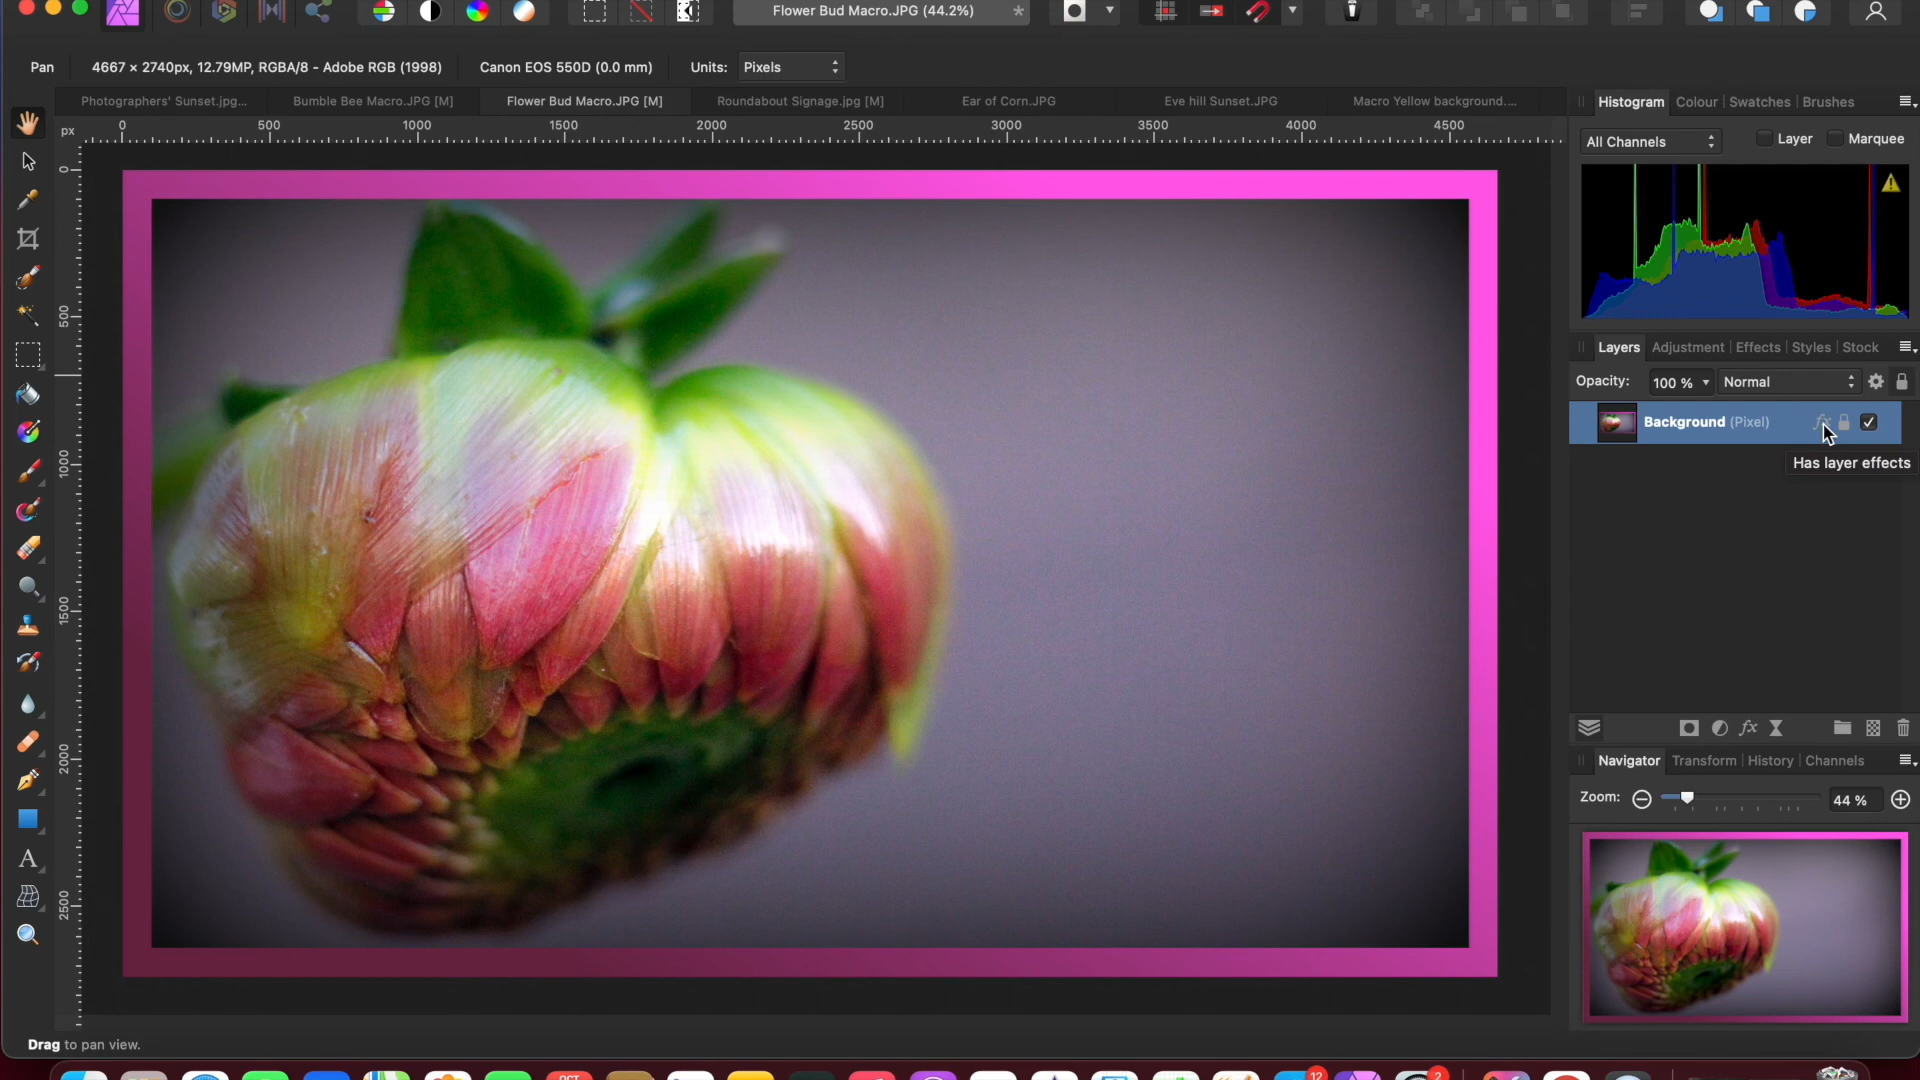 Flower Bud Macro.JPG (44.2%) *
Pan 4667 × 2740px, 12.79MP, RGBA/8 - Adobe RGB (1998) Canon EOS 550D (0.0 mm) Units: Pixels
Photographers' Sunset.jpg... Bumble Bee Macro.JPG [M] Flower Bud Macro.JPG [M] Roundabout Signage.jpg [M] Ear of Corn.JPG Eve hill Sunset.JPG Macro Yellow background....
px 0 500 1000 1500 2000 2500 3000 3500 4000 4500
0
500
1000
1500
2000
2500
Histogram Colour Swatches Brushes
All Channels Layer Marquee
Layers Adjustment Effects Styles Stock
Opacity: 100 % Normal
Background (Pixel) fx
Has layer effects
fx
Navigator Transform History Channels
Zoom: 44 %
A
Drag to pan view.
OCT 12 2